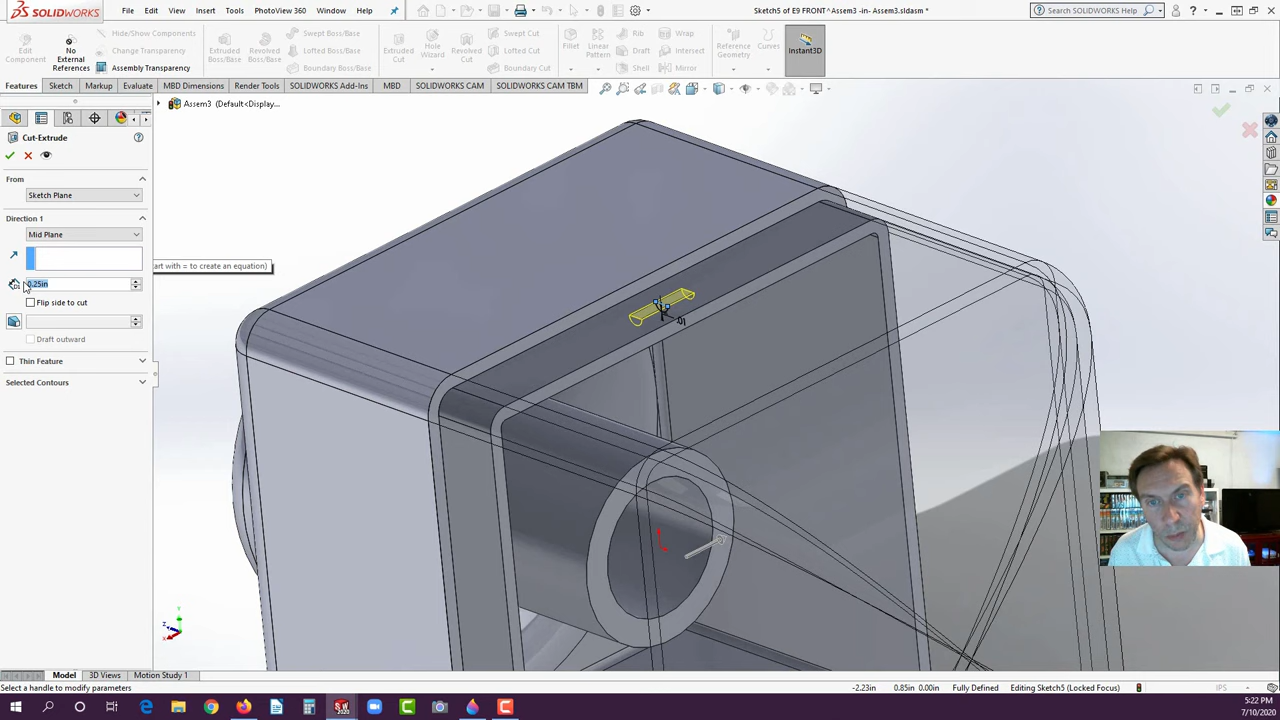 SOLIDWORKS
File Edit View Insert Tools PhotoView 360 Window Help
Sketch5 of E9 FRONT^Assem3 -in- Assem3.sldasm *
Search SOLIDWORKS Help
Edit Component
No External References
Show/Hide Show/Components
Change Transparency
Assembly Transparency
Extruded Boss/Base
Revolved Boss/Base
Swept Boss/Base
Lofted Boss/Base
Boundary Boss/Base
Extruded Cut
Hole Wizard
Revolved Cut
Swept Cut
Lofted Cut
Boundary Cut
Fillet
Linear Pattern
Rib
Draft
Shell
Wrap
Intersect
Mirror
Reference Geometry
Curves
Instant3D
Features Sketch Markup Evaluate MBD Dimensions Render Tools SOLIDWORKS Add-Ins MBD SOLIDWORKS CAM SOLIDWORKS CAM TBM
Assem3 (Default<Display...
Cut-Extrude
From
Sketch Plane
Direction 1
Mid Plane
art with = to create an equation)
0.25in
Flip side to cut
Draft outward
Thin Feature
Selected Contours
Model 3D Views Motion Study 1
Select a handle to modify parameters
-2.23in 0.85in 0.00in Fully Defined Editing Sketch5 (Locked Focus) IPS
5:22 PM
7/10/2020